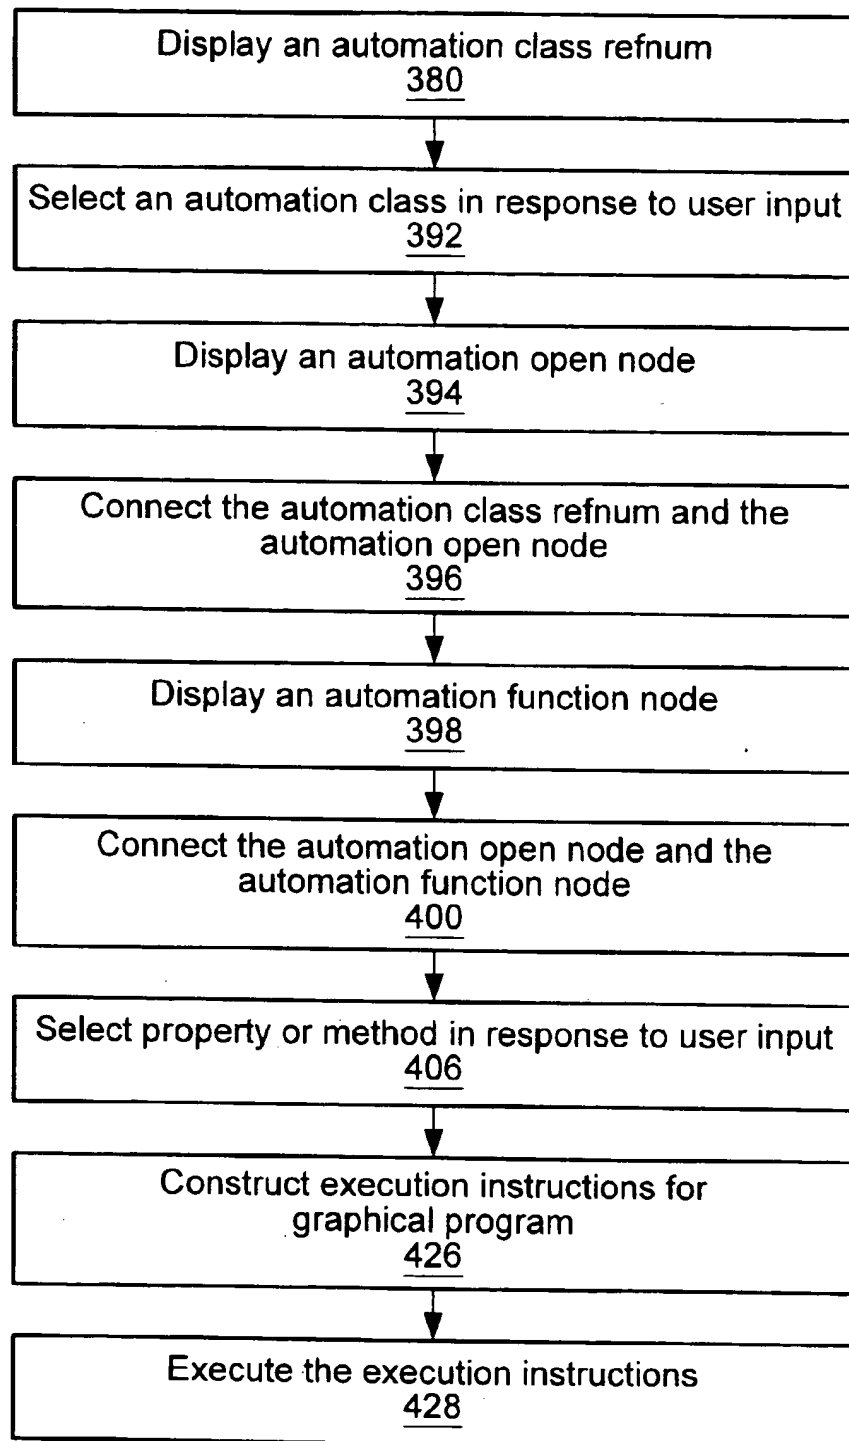 Display an automation class refnum
380
Select an automation class in response to user input
392
Display an automation open node
394
Connect the automation class refnum and the
automation open node
396
Display an automation function node
398
Connect the automation open node and the
automation function node
400
Select property or method in response to user input
406
Construct execution instructions for
graphical program
426
Execute the execution instructions
428